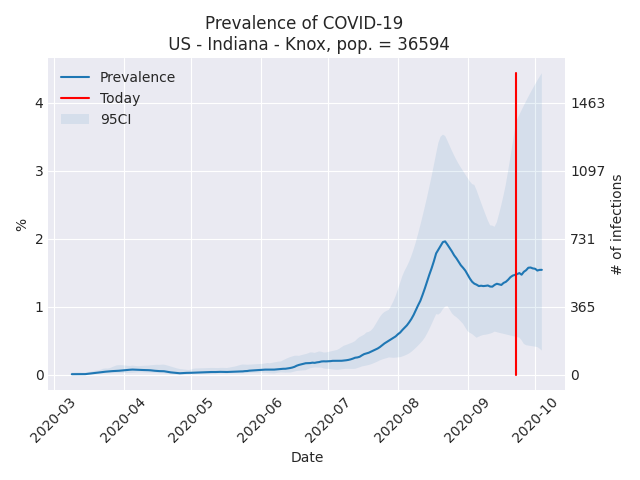 Prevalence of COVID-19
US - Indiana - Knox, pop. = 36594
Prevalence
Today
95CI
%
4
3
2
1
0
1463
1097
731
365
0
# of infections
2020-03
2020-04
2020-05
2020-06
2020-07
2020-08
2020-09
2020-10
Date